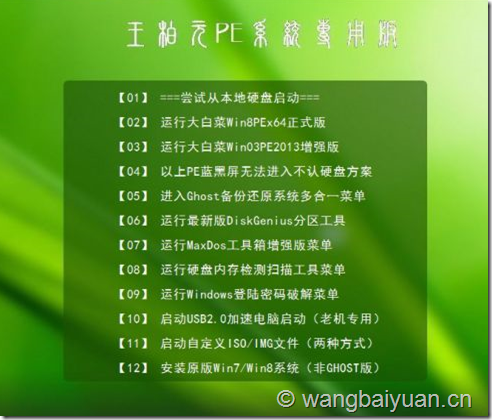 王柏元PE系統專用版
【01】 ===尝试从本地硬盘启动===
【02】 运行大白菜Win8PEx64正式版
【03】 运行大白菜Win03PE2013增强版
【04】 以上PE蓝黑屏无法进入不认硬盘方案
【05】 进入Ghost备份还原系统多合一菜单
【06】 运行最新版DiskGenius分区工具
【07】 运行MaxDos工具箱增强版菜单
【08】 运行硬盘内存检测扫描工具菜单
【09】 运行Windows登陆密码破解菜单
【10】 启动USB2.0加速电脑启动（老机专用）
【11】 启动自定义ISO/IMG文件（两种方式）
【12】 安装原版Win7/Win8系统（非GHOST版）
© wangbaiyuan.cn